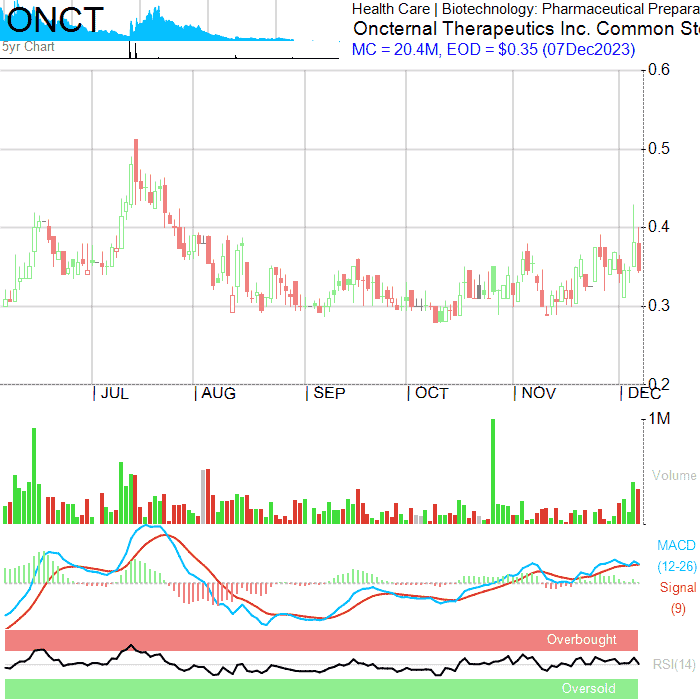 ONCT
5yr Chart
Health Care | Biotechnology: Pharmaceutical Prepara
Oncternal Therapeutics Inc. Common Sto
MC = 20.4M, EOD = $0.35 (07Dec2023)
0.6
0.5
0.4
0.3
0.2
JUL
AUG
SEP
OCT
NOV
DEC
1M
Volume
MACD
(12-26)
Signal
(9)
Overbought
RSI(14)
Oversold